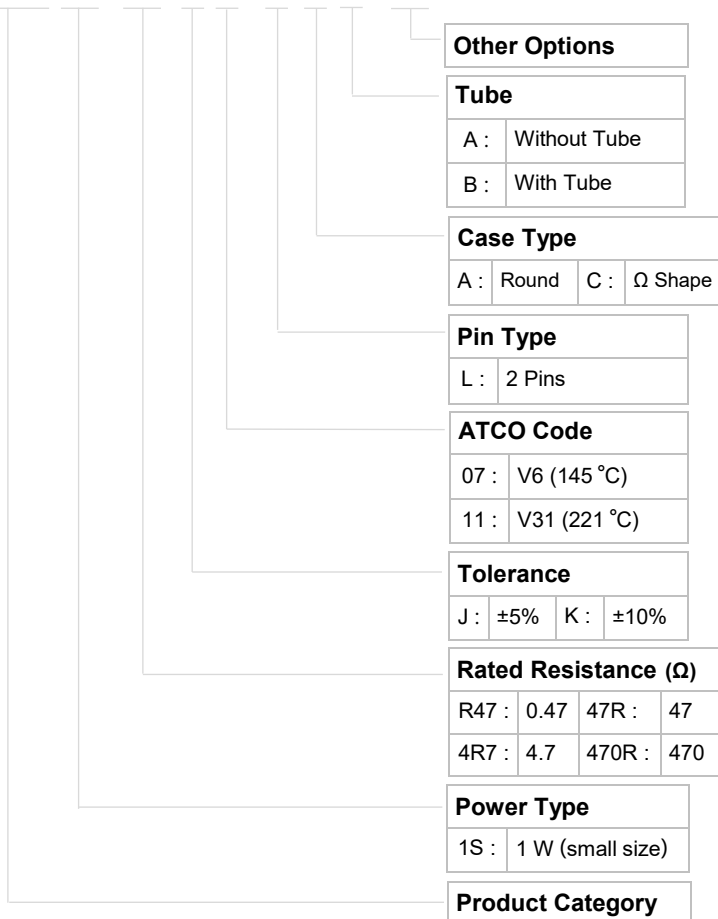 Other Options
Tube
A : Without Tube
B : With Tube
Case Type
A : Round C : Ω Shape
Pin Type
L : 2 Pins
ATCO Code
07 : V6 (145 ℃)
11 : V31 (221 ℃)
Tolerance
J : ±5% K : ±10%
Rated Resistance (Ω)
R47 : 0.47 47R : 47
4R7 : 4.7 470R : 470
Power Type
1S : 1 W (small size)
Product Category